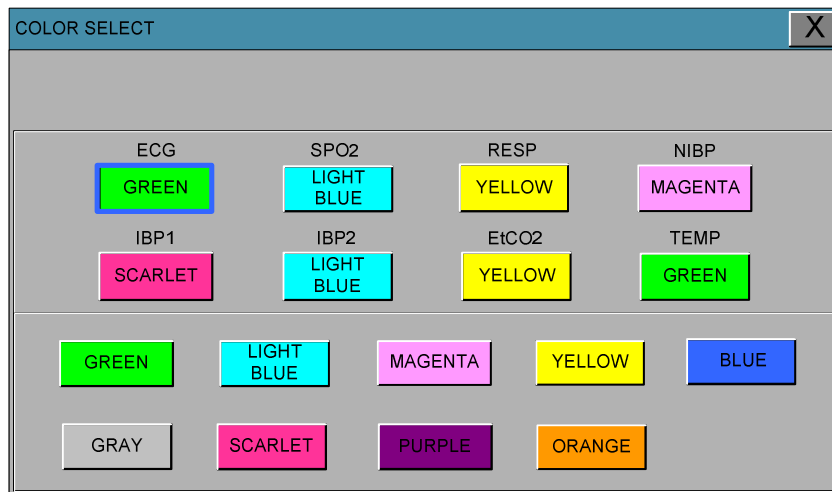 COLOR SELECT X
ECG SPO2 RESP NIBP
GREEN LIGHT BLUE YELLOW MAGENTA
IBP1 IBP2 EtCO2 TEMP
SCARLET LIGHT BLUE YELLOW GREEN
GREEN LIGHT BLUE MAGENTA YELLOW BLUE
GRAY SCARLET PURPLE ORANGE